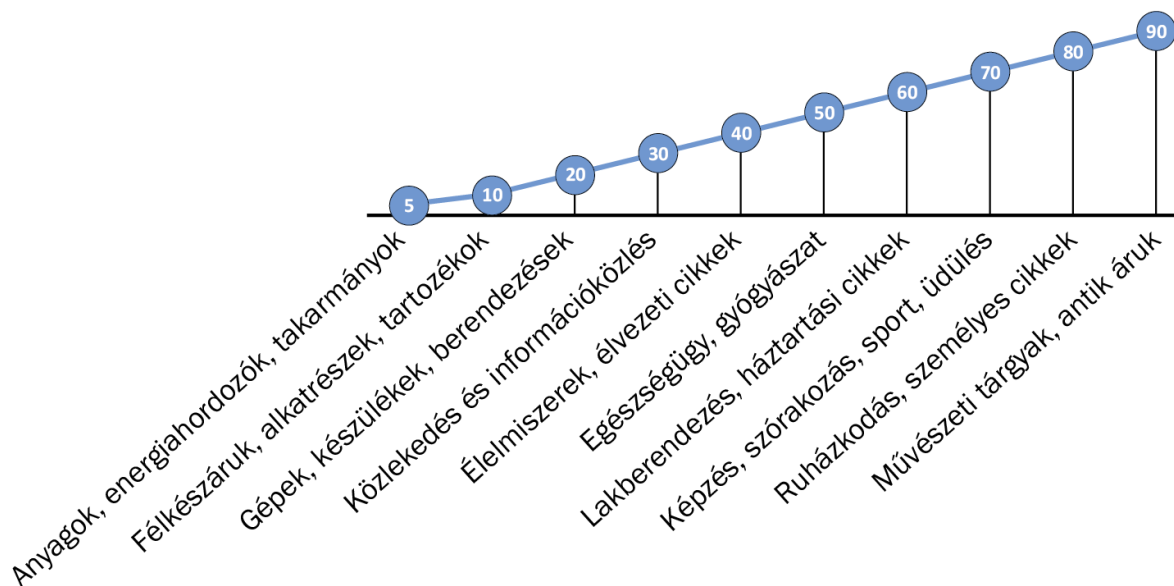 5
10
20
30
40
50
60
70
80
90
Anyagok, energiahordozók, takarmányok
Félkészáruk, alkatrészek, tartozékok
Gépek, készülékek, berendezések
Közlekedés és információközlés
Élelmiszerek, élvezeti cikkek
Egészségügy, gyógyászat
Lakberendezés, háztartási cikkek
Képzés, szórakozás, sport, üdülés
Ruházkodás, személyes cikkek
Művészeti tárgyak, antik áruk